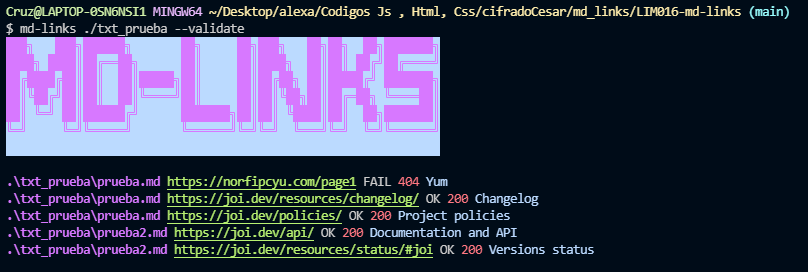 Cruz@LAPTOP-0SN6NSI1 MINGW64 ~/Desktop/alexa/Codigos Js , Html, Css/cifradoCesar/md_links/LIM016-md-links (main)
$ md-links ./txt_prueba --validate
MD-LINKS
.\txt_prueba\prueba.md https://norfipcyu.com/page1 FAIL 404 Yum
.\txt_prueba\prueba.md https://joi.dev/resources/changelog/ OK 200 Changelog
.\txt_prueba\prueba.md https://joi.dev/policies/ OK 200 Project policies
.\txt_prueba\prueba2.md https://joi.dev/api/ OK 200 Documentation and API
.\txt_prueba\prueba2.md https://joi.dev/resources/status/#joi OK 200 Versions status